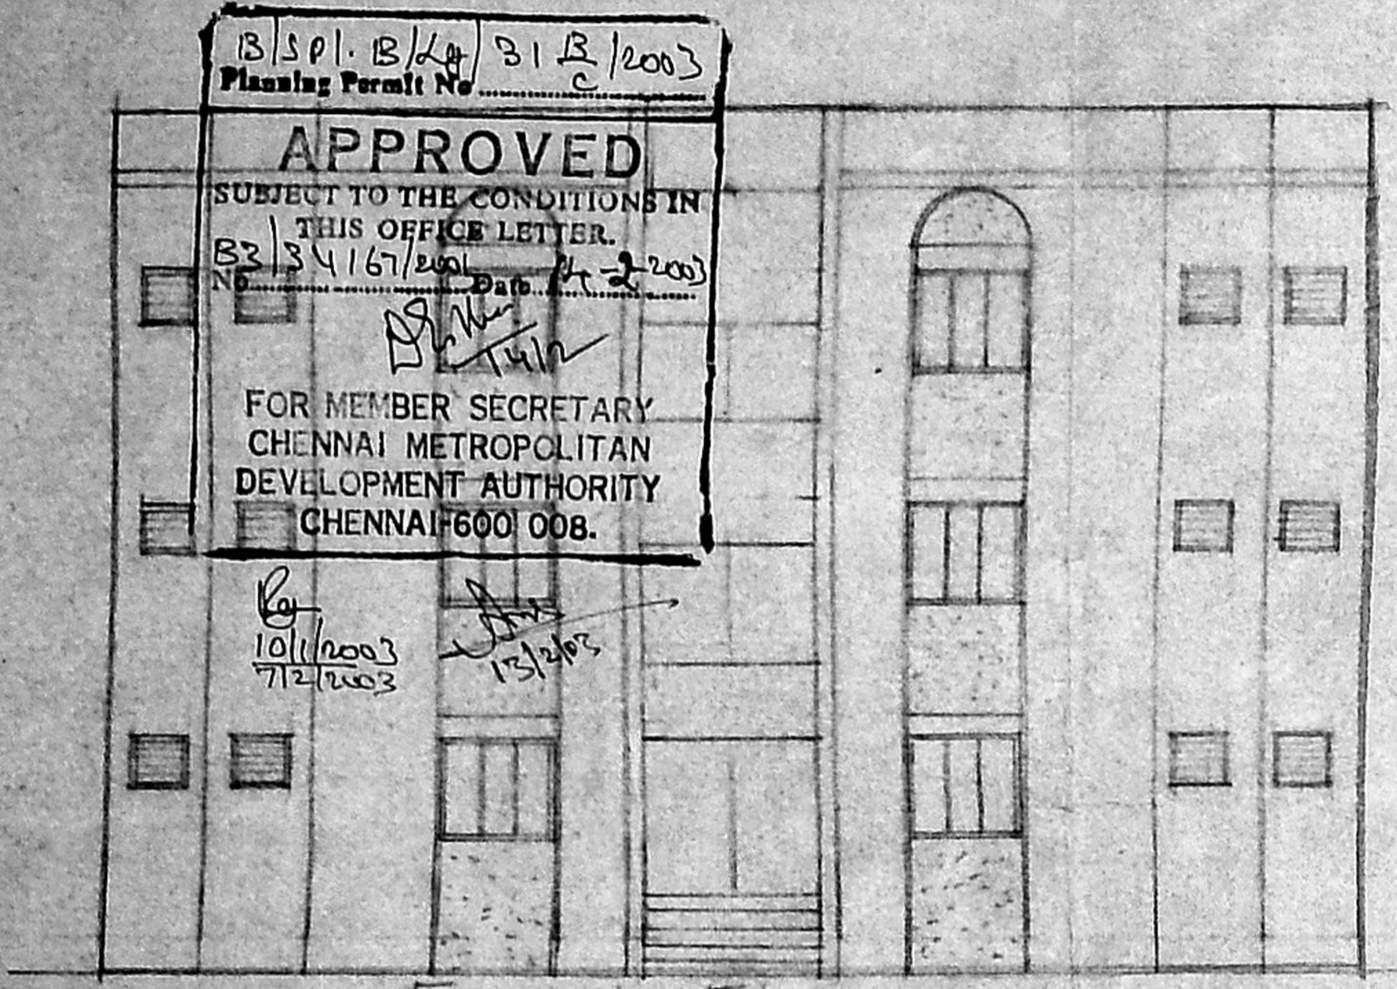 B/Spl. B/ 31 B/C /2003
Planning Permit No
APPROVED
SUBJECT TO THE CONDITIONS IN
THIS OFFICE LETTER.
B3/34167/2001 14-2-2003
No Date
14/2
FOR MEMBER SECRETARY
CHENNAI METROPOLITAN
DEVELOPMENT AUTHORITY
CHENNAI-600 008.
10/1/2003
7/2/2003
13/2/03